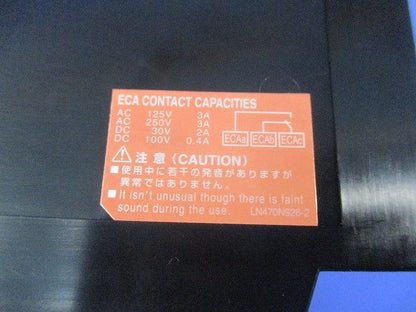 ECA CONTACT CAPACITIES
AC 125V 3A
AC 250V 3A
DC 30V 2A
DC 100V 0.4A
ECAa ECAb ECAc
注意 (CAUTION)
■使用中に若干の発音がありますが
異常ではありません。
■It isn't unusual though there is faint
sound during the use. LN470N926-2